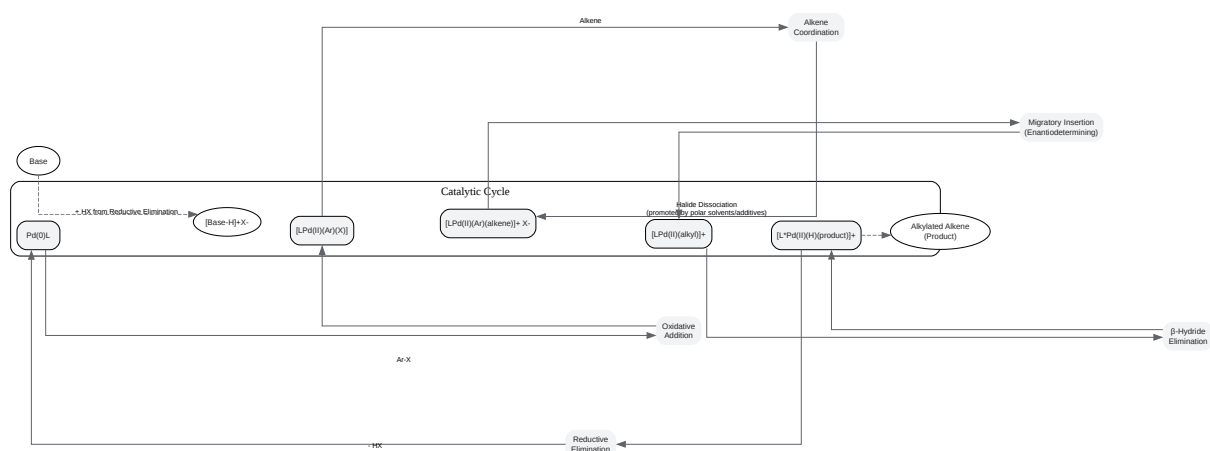 Alkene
Alkene
Coordination
Migratory Insertion
(Enantiodetermining)
Base
Catalytic Cycle
Halide Dissociation
(promoted by polar solvents/additives)
+ HX from Reductive Elimination
[Base-H]+X-
Pd(0)L
[LPd(II)(Ar)(X)]
[LPd(II)(Ar)(alkene)]+ X-
[LPd(II)(alkyl)]+
[L*Pd(II)(H)(product)]+
Alkylated Alkene
(Product)
Oxidative
Addition
β-Hydride
Elimination
Ar-X
- HX
Reductive
Elimination